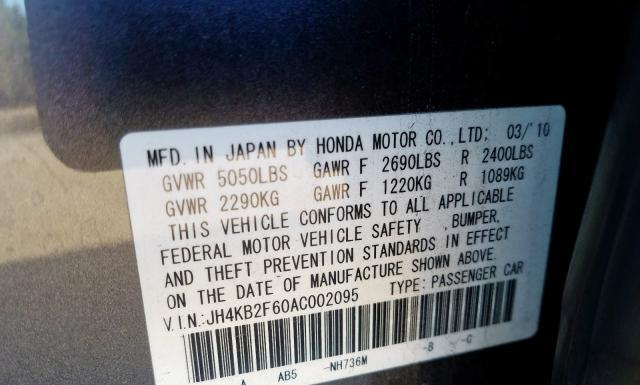 MFD. IN JAPAN BY HONDA MOTOR CO., LTD: 03/'10
GVWR 5050LBS GAWR F 2690LBS R 2400LBS
GVWR 2290KG GAWR F 1220KG R 1089KG
THIS VEHICLE CONFORMS TO ALL APPLICABLE
FEDERAL MOTOR VEHICLE SAFETY ,BUMPER,
AND THEFT PREVENTION STANDARDS IN EFFECT
ON THE DATE OF MANUFACTURE SHOWN ABOVE.
V.I.N:JH4KB2F60AC002095 TYPE: PASSENGER CAR
A AB5 -NH736M -B -C